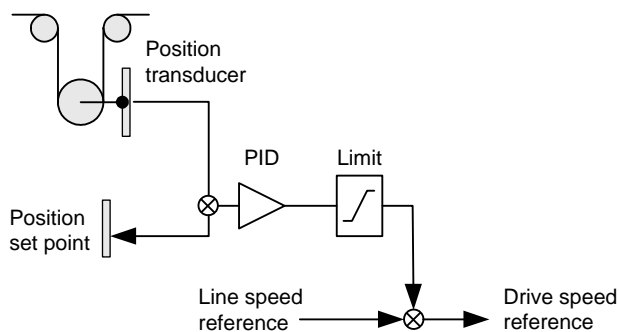 Position
transducer
PID
Limit
Position
set point
Line speed
reference
Drive speed
reference